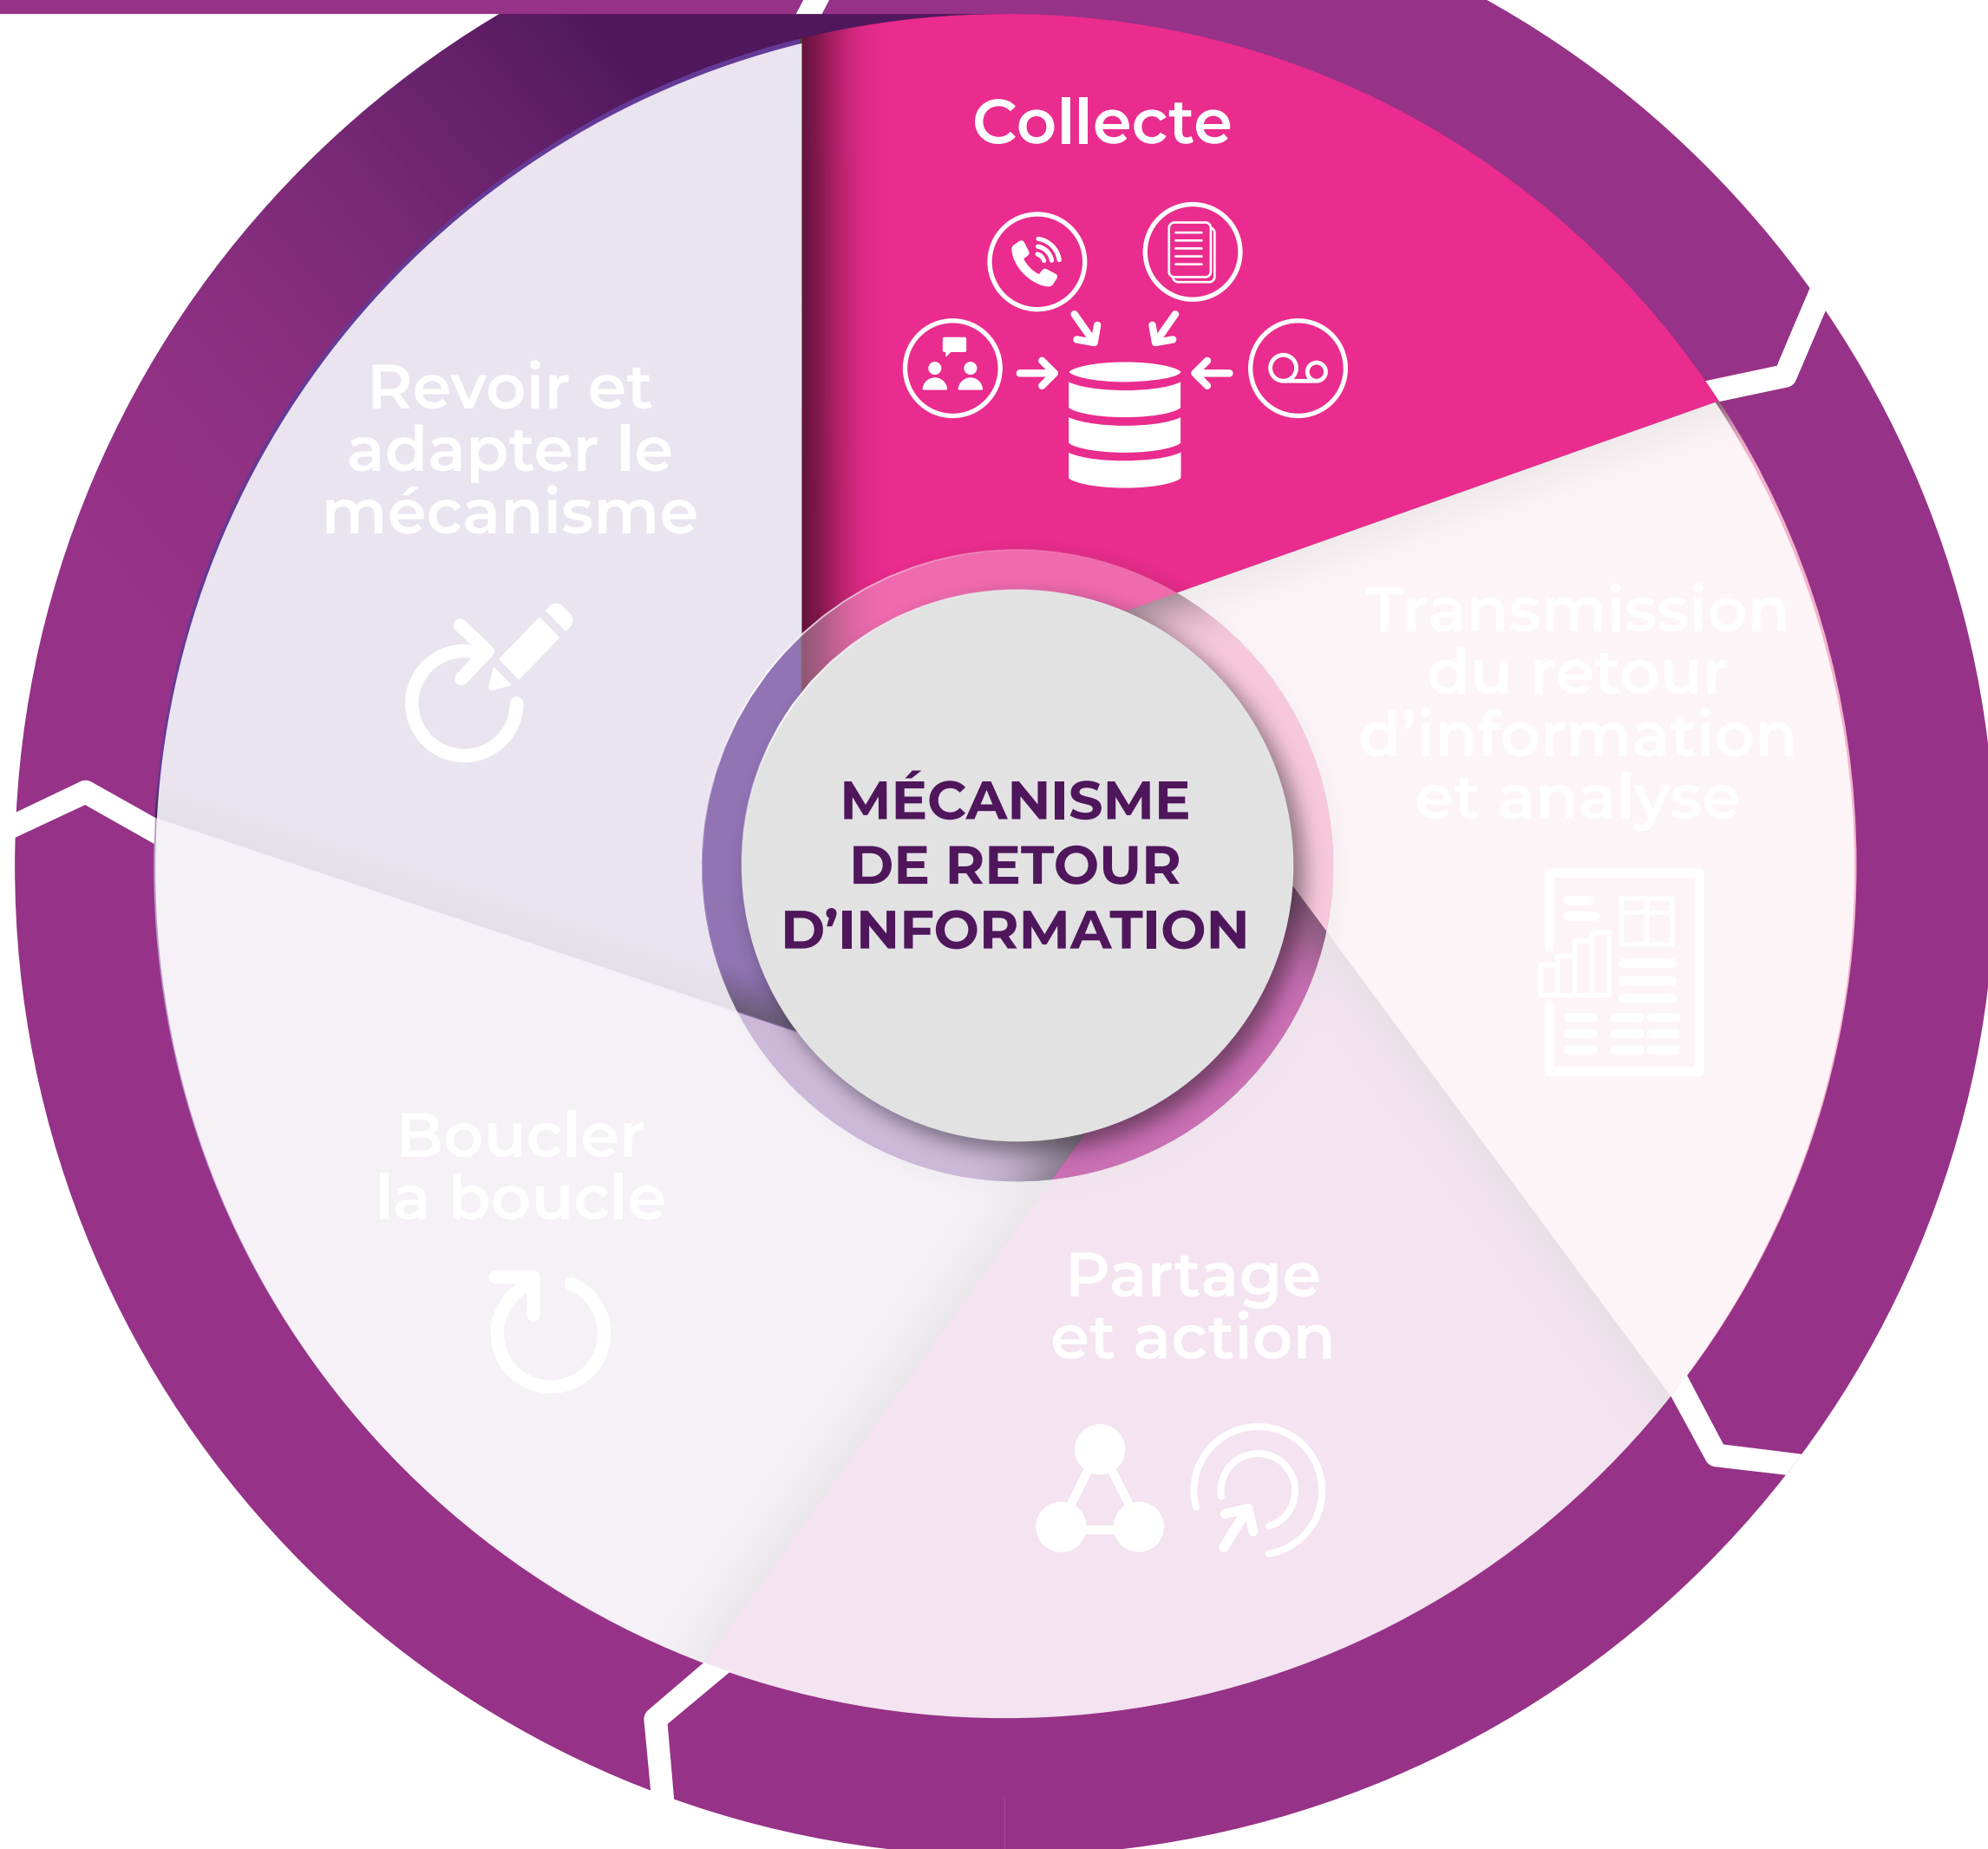 Collecte
Transmission
du retour
d’information
et analyse
Partage
et action
Boucler
la boucle
Revoir et
adapter le
mécanisme
MÉCANISME
DE RETOUR
D’INFORMATION